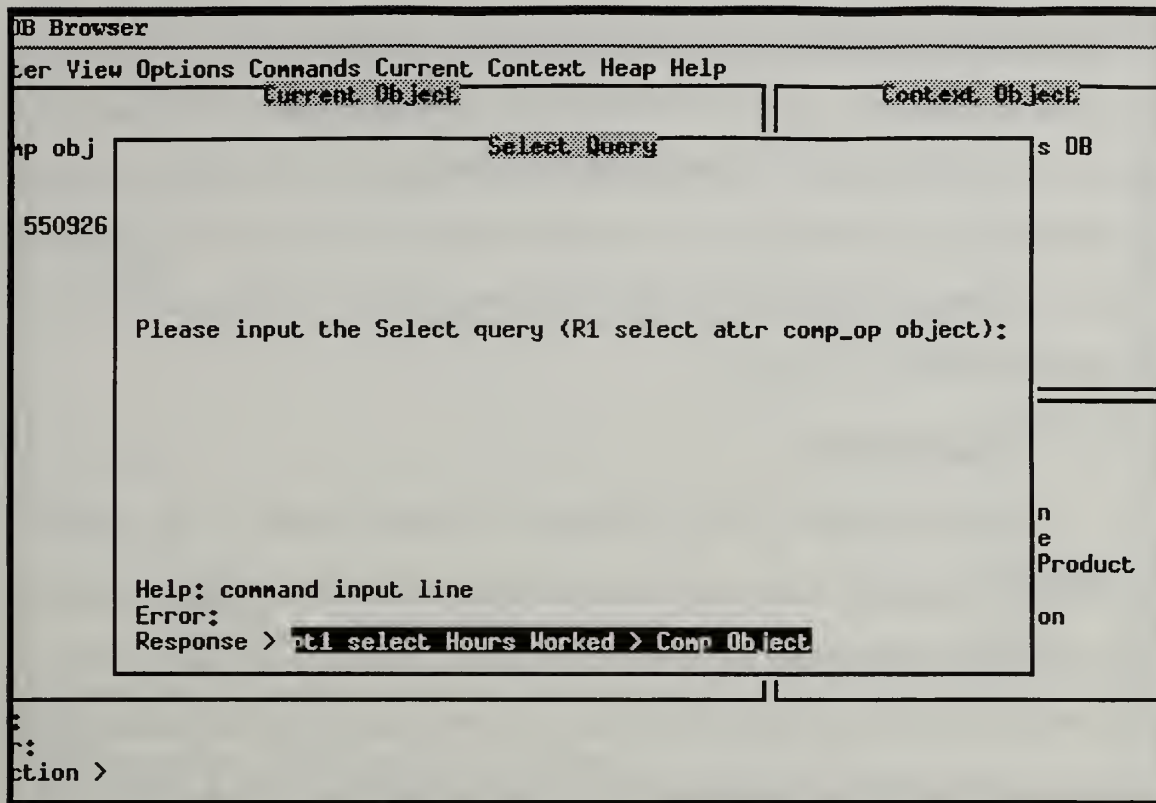 DB Browser
ter View Options Commands Current Context Heap Help
Current Object
Context Object
mp obj
Select Query
s DB
550926
Please input the Select query (R1 select attr comp_op object):
n
e
Product
Help: command input line
Error:
on
Response > pt1 select Hours Worked > Comp Object
:
r:
ction >